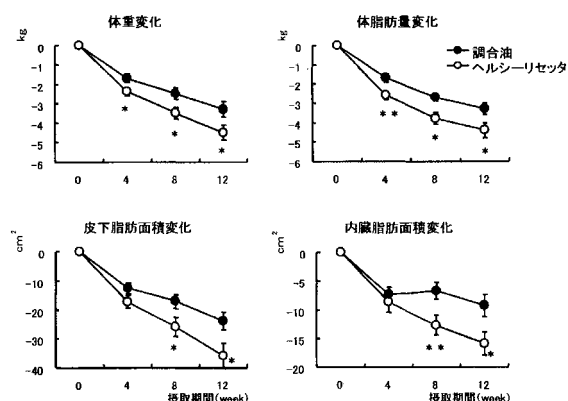 体重変化
kg
0
-1
-2
-3
-4
-5
-6
0 4 8 12
*
*
*
体脂肪量変化
kg
0
-1
-2
-3
-4
-5
-6
0 4 8 12
**
*
*
調合油
ヘルシーリセッタ
皮下脂肪面積変化
cm²
0
-10
-20
-30
-40
0 4 8 12
*
*
摂取期間(week)
内臓脂肪面積変化
cm²
0
-5
-10
-15
-20
0 4 8 12
**
*
摂取期間(week)